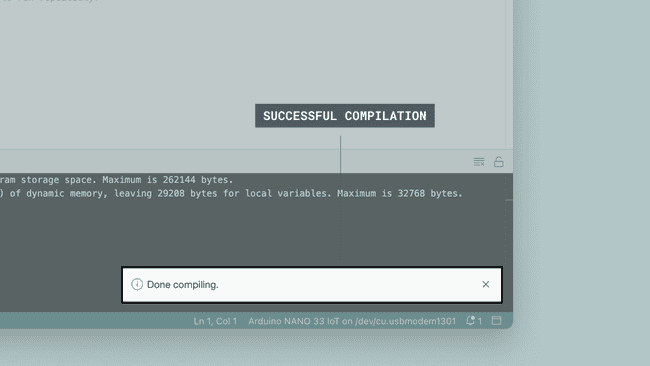 SUCCESSFUL COMPILATION
ram storage space. Maximum is 262144 bytes.
) of dynamic memory, leaving 29208 bytes for local variables. Maximum is 32768 bytes.
Done compiling.
Ln 1, Col 1 Arduino NANO 33 IoT on /dev/cu.usbmodem1301 1